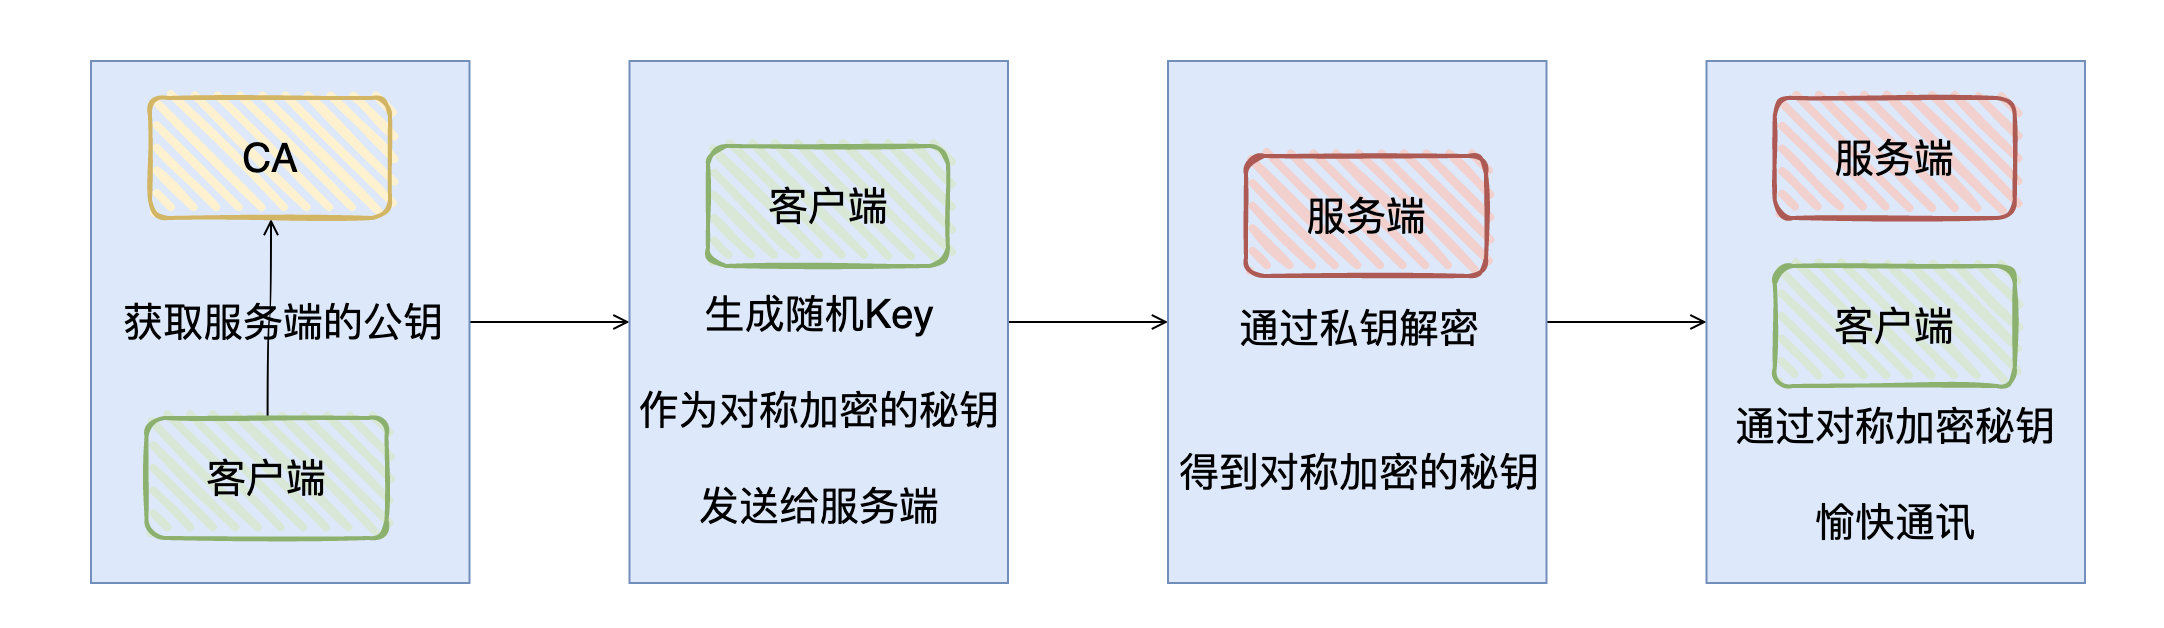 CA
获取服务端的公钥
客户端
客户端
生成随机Key
作为对称加密的秘钥
发送给服务端
服务端
通过私钥解密
得到对称加密的秘钥
服务端
客户端
通过对称加密秘钥
愉快通讯